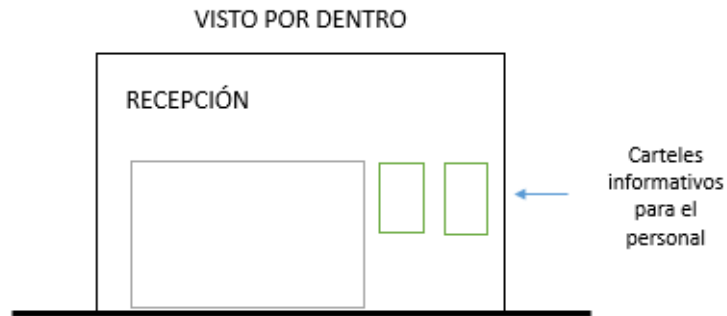 VISTO POR DENTRO
RECEPCIÓN
Carteles
informativos
para el
personal